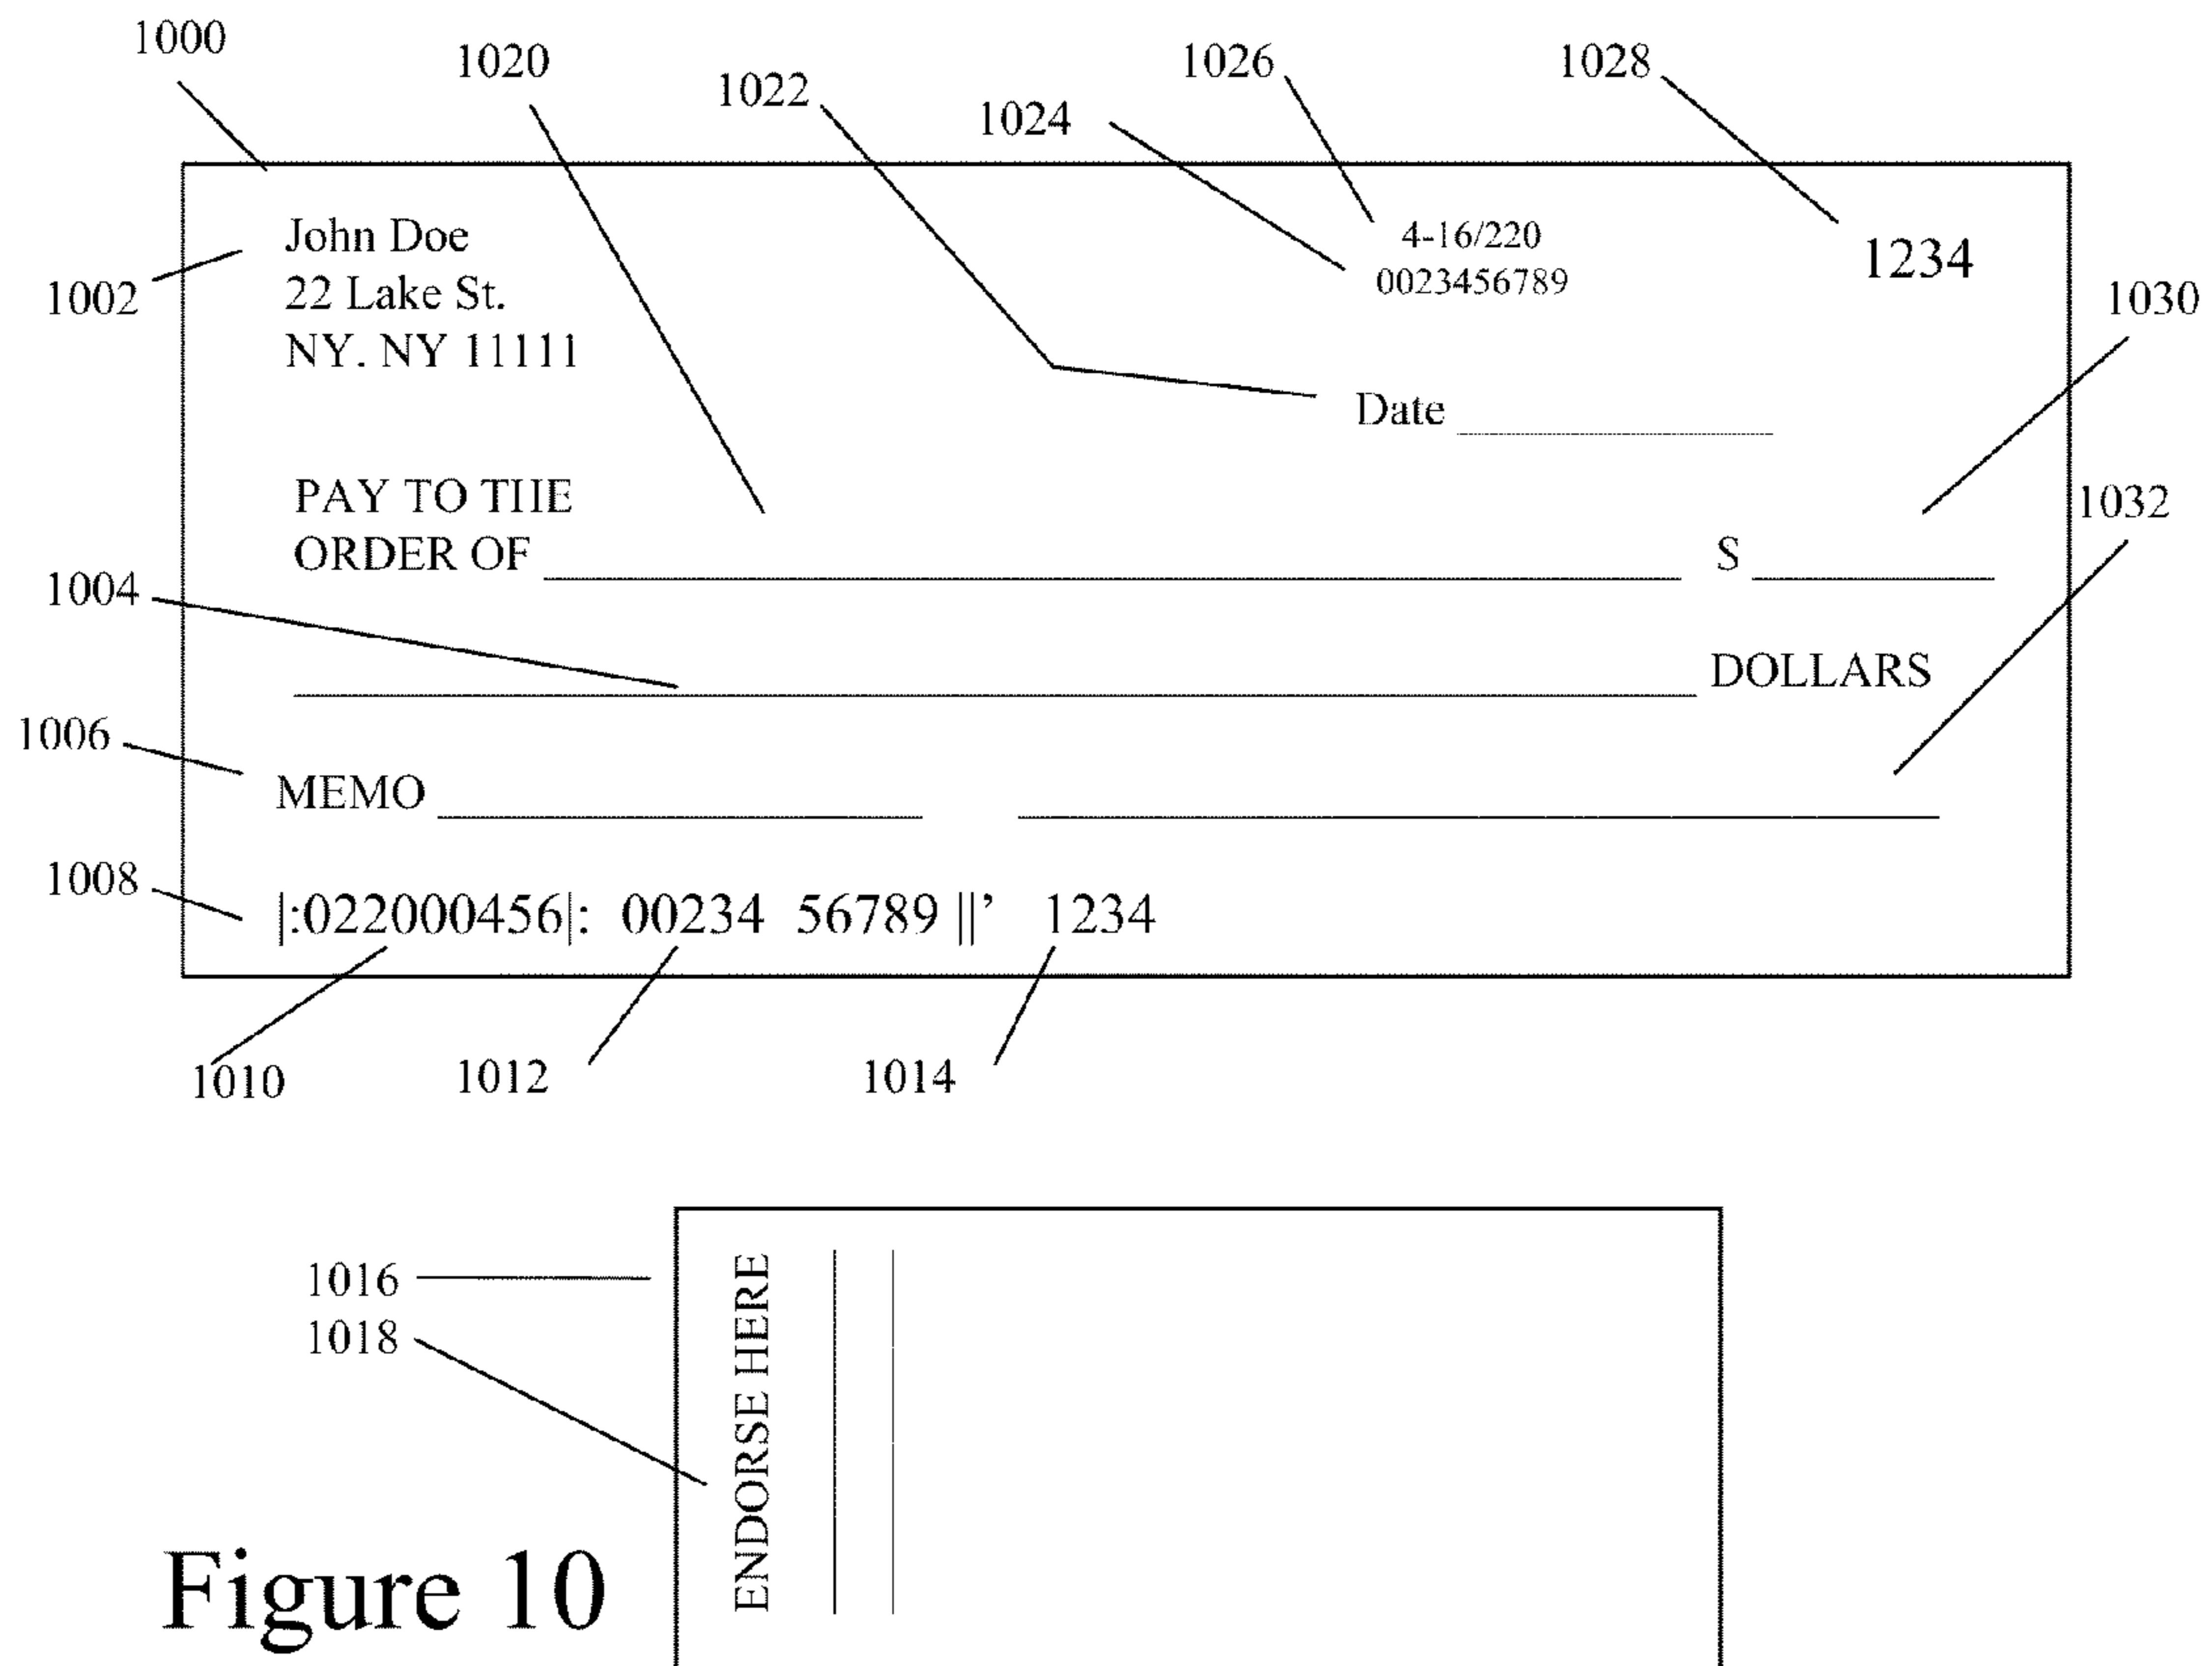 1000
1020
1022
1024
1026
1028
John Doe
22 Lake St.
NY. NY 11111
1002
4-16/220
0023456789
1234
1030
Date
PAY TO THE
ORDER OF
S
1032
1004
DOLLARS
1006
MEMO
1008
|:022000456|: 00234 56789 ||’ 1234
1010
1012
1014
1016
1018
ENDORSE HERE
Figure 10